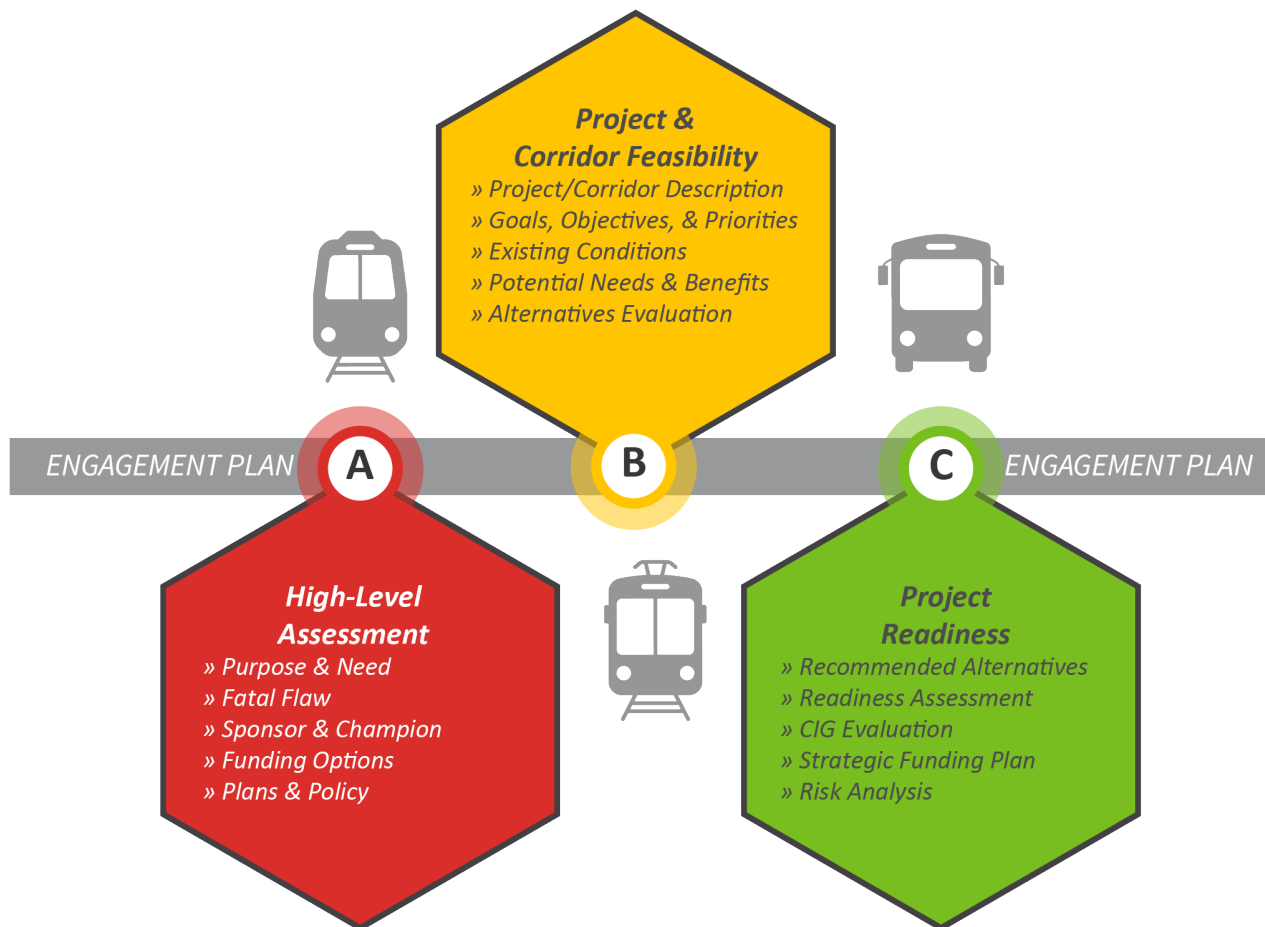 Project &
Corridor Feasibility
» Project/Corridor Description
» Goals, Objectives, & Priorities
» Existing Conditions
» Potential Needs & Benefits
» Alternatives Evaluation
ENGAGEMENT PLAN
A
B
C
ENGAGEMENT PLAN
High-Level
Assessment
» Purpose & Need
» Fatal Flaw
» Sponsor & Champion
» Funding Options
» Plans & Policy
Project
Readiness
» Recommended Alternatives
» Readiness Assessment
» CIG Evaluation
» Strategic Funding Plan
» Risk Analysis